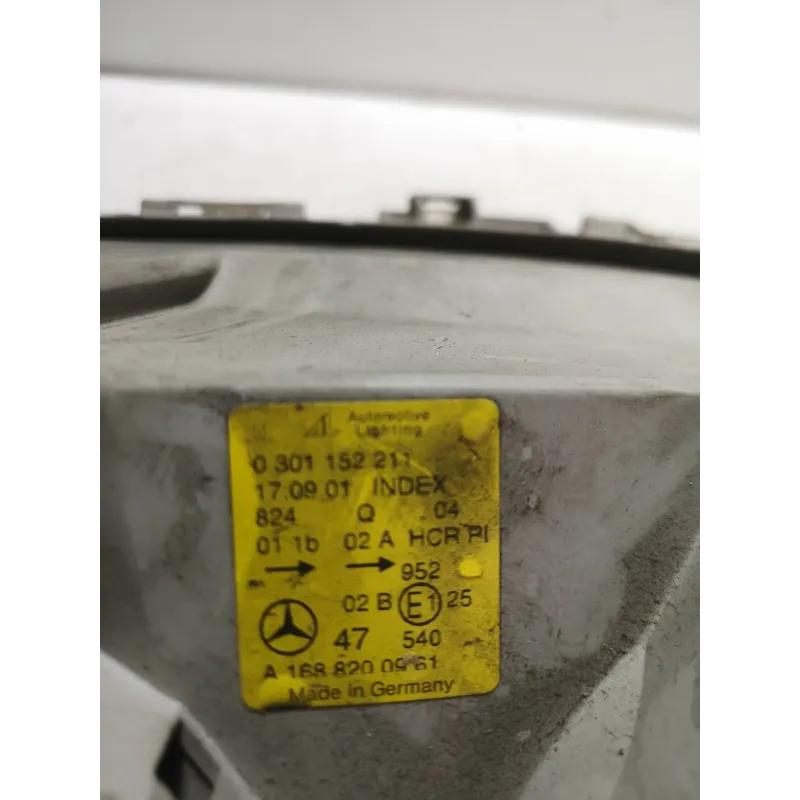 Automotive
Lighting
0 301 152 211
17.09.01 INDEX
824 Q 04
01 1b 02 A HCR PI
952
02 B E1 25
47 540
A 168 820 09 61
Made in Germany